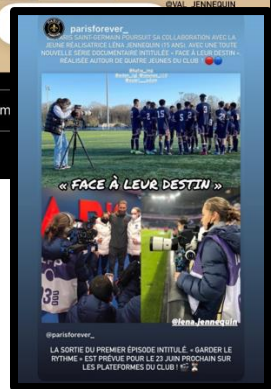 @VAL_JENNEQUIN
parisforever_
PARIS SAINT-GERMAIN POURSUIT SA COLLABORATION AVEC LA
JEUNE RÉALISATRICE LÉNA JENNEQUIN (15 ANS), AVEC UNE TOUTE
NOUVELLE SÉRIE DOCUMENTAIRE INTITULÉE « FACE À LEUR DESTIN »,
RÉALISÉE AUTOUR DE QUATRE JEUNES DU CLUB !
« FACE À LEUR DESTIN »
@lena.jennequin
@parisforever_
LA SORTIE DU PREMIER ÉPISODE INTITULÉ, « GARDER LE
RYTHME » EST PRÉVUE POUR LE 23 JUIN PROCHAIN SUR
LES PLATEFORMES DU CLUB !